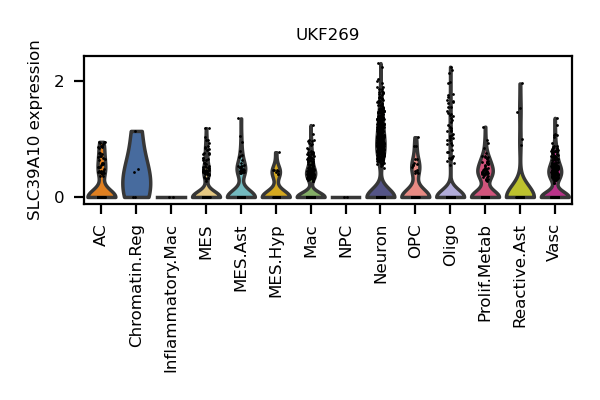 UKF269
SLC39A10 expression
2
0
AC
Chromatin.Reg
Inflammatory.Mac
MES
MES.Ast
MES.Hyp
Mac
NPC
Neuron
OPC
Oligo
Prolif.Metab
Reactive.Ast
Vasc